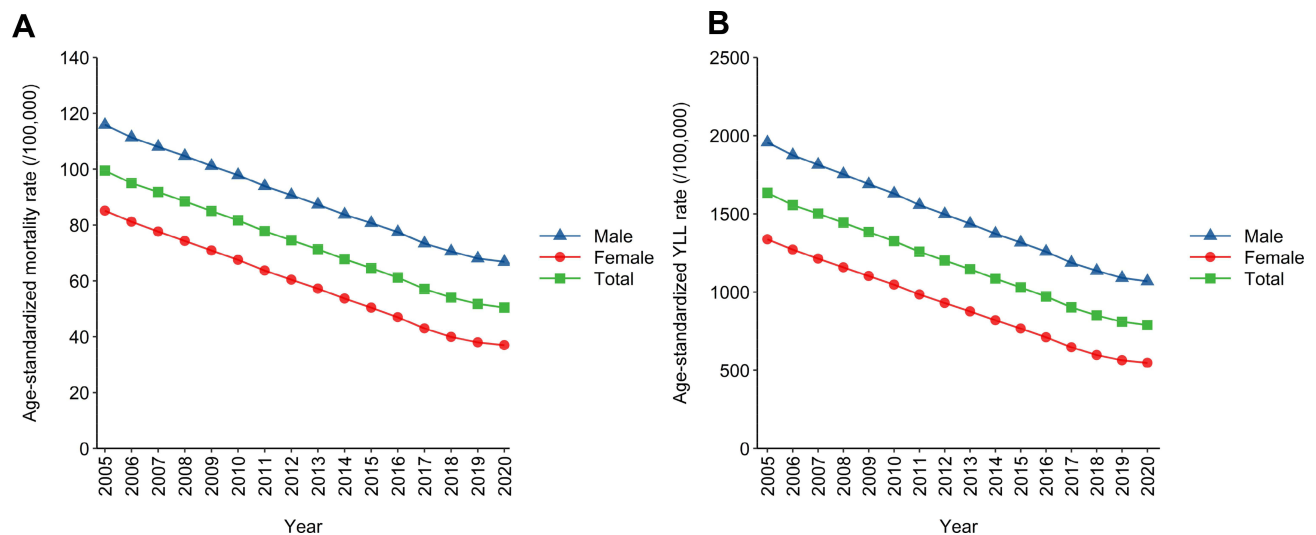 A
Age-standardized mortality rate (/100,000)
140
120
100
80
60
40
20
0
2005 2006 2007 2008 2009 2010 2011 2012 2013 2014 2015 2016 2017 2018 2019 2020
Year
Male
Female
Total
B
Age-standardized YLL rate (/100,000)
2500
2000
1500
1000
500
0
2005 2006 2007 2008 2009 2010 2011 2012 2013 2014 2015 2016 2017 2018 2019 2020
Year
Male
Female
Total